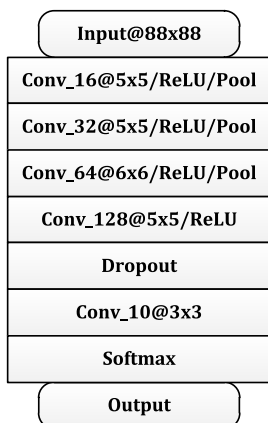 Input@88x88
Conv_16@5x5/ReLU/Pool
Conv_32@5x5/ReLU/Pool
Conv_64@6x6/ReLU/Pool
Conv_128@5x5/ReLU
Dropout
Conv_10@3x3
Softmax
Output